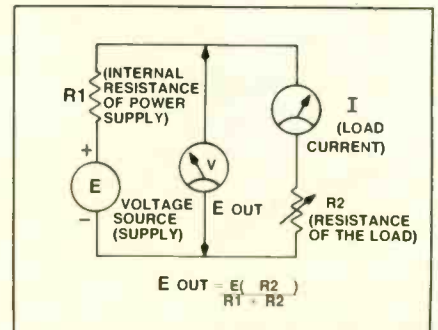 R1
(INTERNAL
RESISTANCE
OF POWER
SUPPLY)
+
E
−
VOLTAGE
SOURCE
(SUPPLY)
V
E OUT
I
(LOAD
CURRENT)
R2
(RESISTANCE
OF THE LOAD)
E OUT = E( R2 )
R1 + R2